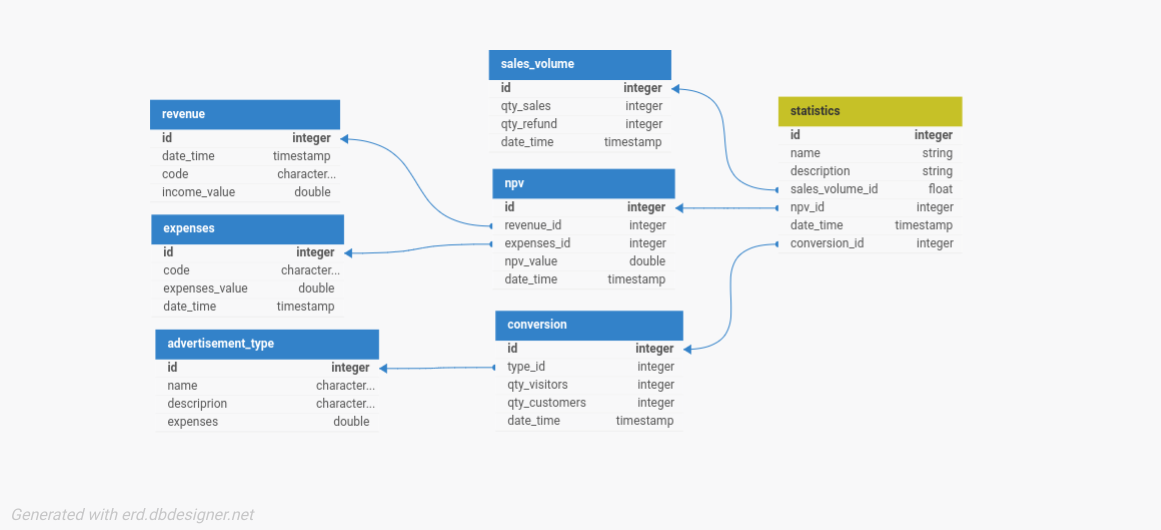 sales_volume
id integer
qty_sales integer
qty_refund integer
date_time timestamp
revenue
id integer
date_time timestamp
code character...
income_value double
statistics
id integer
name string
description string
sales_volume_id float
npv_id integer
date_time timestamp
conversion_id integer
npv
id integer
revenue_id integer
expenses_id integer
npv_value double
date_time timestamp
expenses
id integer
code character...
expenses_value double
date_time timestamp
conversion
id integer
type_id integer
qty_visitors integer
qty_customers integer
date_time timestamp
advertisement_type
id integer
name character...
descriprion character...
expenses double
Generated with erd.dbdesigner.net